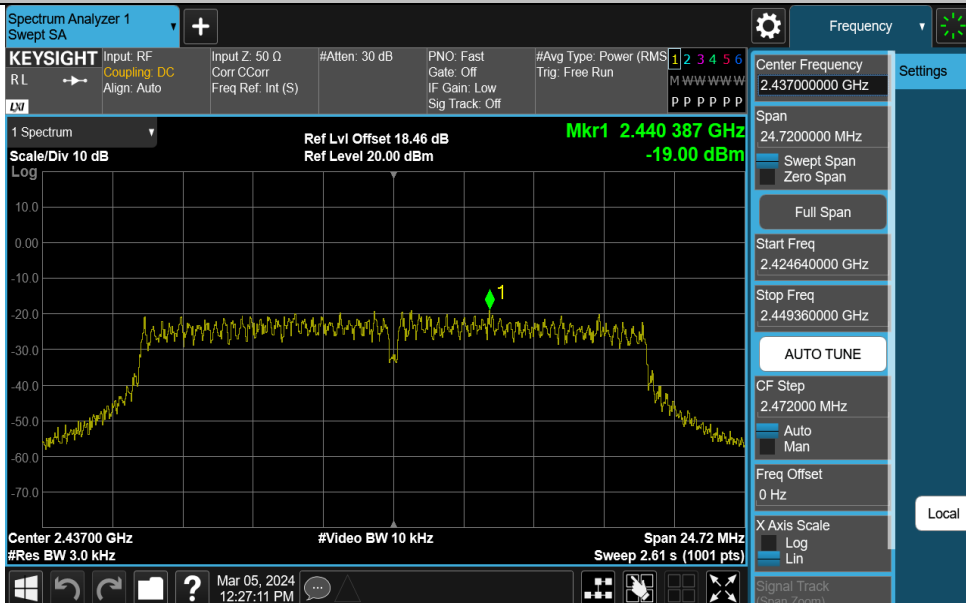 Spectrum Analyzer 1
Swept SA
+
Frequency
KEYSIGHT
RL
LXI
Input: RF
Coupling: DC
Align: Auto
Input Z: 50 Ω
Corr CCorr
Freq Ref: Int (S)
#Atten: 30 dB
PNO: Fast
Gate: Off
IF Gain: Low
Sig Track: Off
#Avg Type: Power (RMS
Trig: Free Run
1 2 3 4 5 6
M W W W W W
P P P P P P
1 Spectrum
Scale/Div 10 dB
Log
Ref Lvl Offset 18.46 dB
Ref Level 20.00 dBm
Mkr1 2.440 387 GHz
-19.00 dBm
10.0
0.00
-10.0
-20.0
-30.0
-40.0
-50.0
-60.0
-70.0
1
Center 2.43700 GHz
#Res BW 3.0 kHz
#Video BW 10 kHz
Span 24.72 MHz
Sweep 2.61 s (1001 pts)
?
Mar 05, 2024
12:27:11 PM
Center Frequency
2.437000000 GHz
Span
24.7200000 MHz
Swept Span
Zero Span
Full Span
Start Freq
2.424640000 GHz
Stop Freq
2.449360000 GHz
AUTO TUNE
CF Step
2.472000 MHz
Auto
Man
Freq Offset
0 Hz
X Axis Scale
Log
Lin
Signal Track
(Span Zoom)
Settings
Local